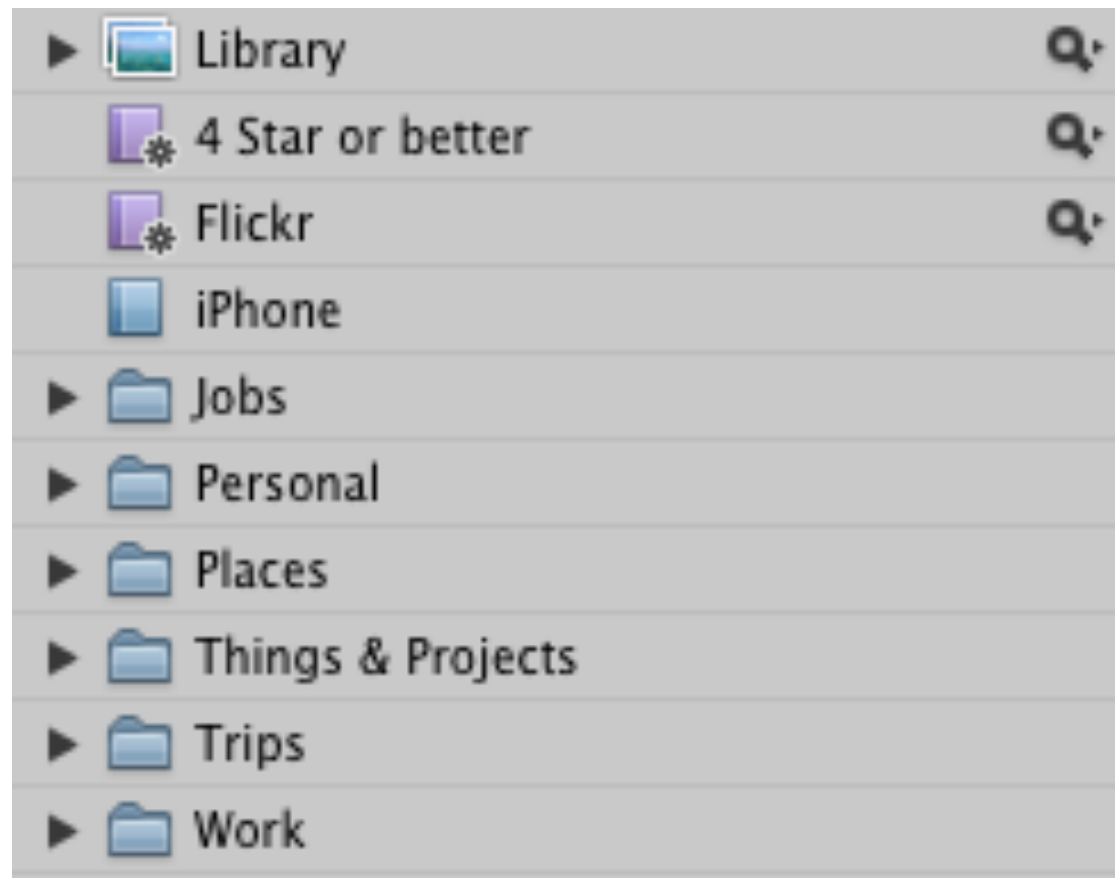 Library
4 Star or better
Flickr
iPhone
Jobs
Personal
Places
Things & Projects
Trips
Work